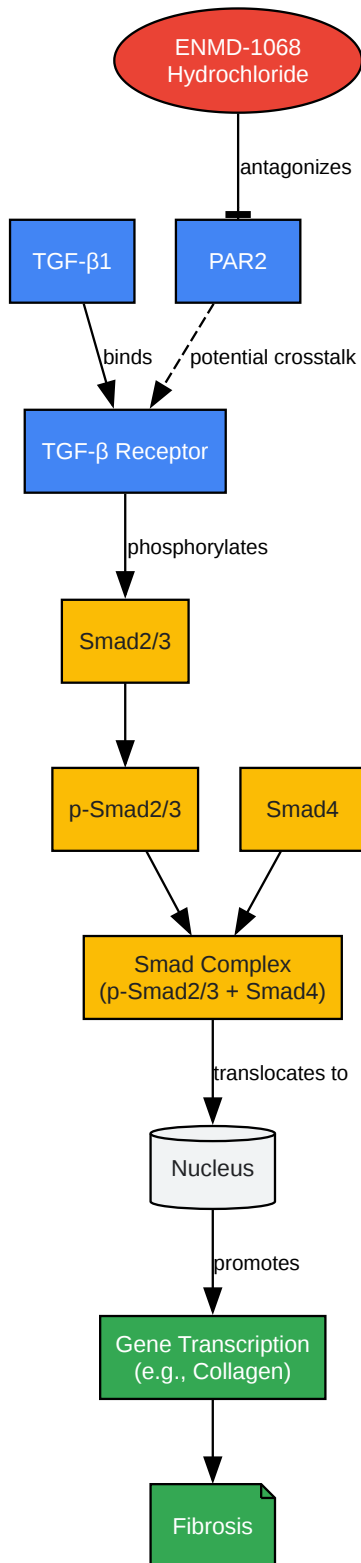 ENMD-1068
Hydrochloride
antagonizes
TGF-β1
PAR2
binds
potential crosstalk
TGF-β Receptor
phosphorylates
Smad2/3
p-Smad2/3
Smad4
Smad Complex
(p-Smad2/3 + Smad4)
translocates to
Nucleus
promotes
Gene Transcription
(e.g., Collagen)
Fibrosis